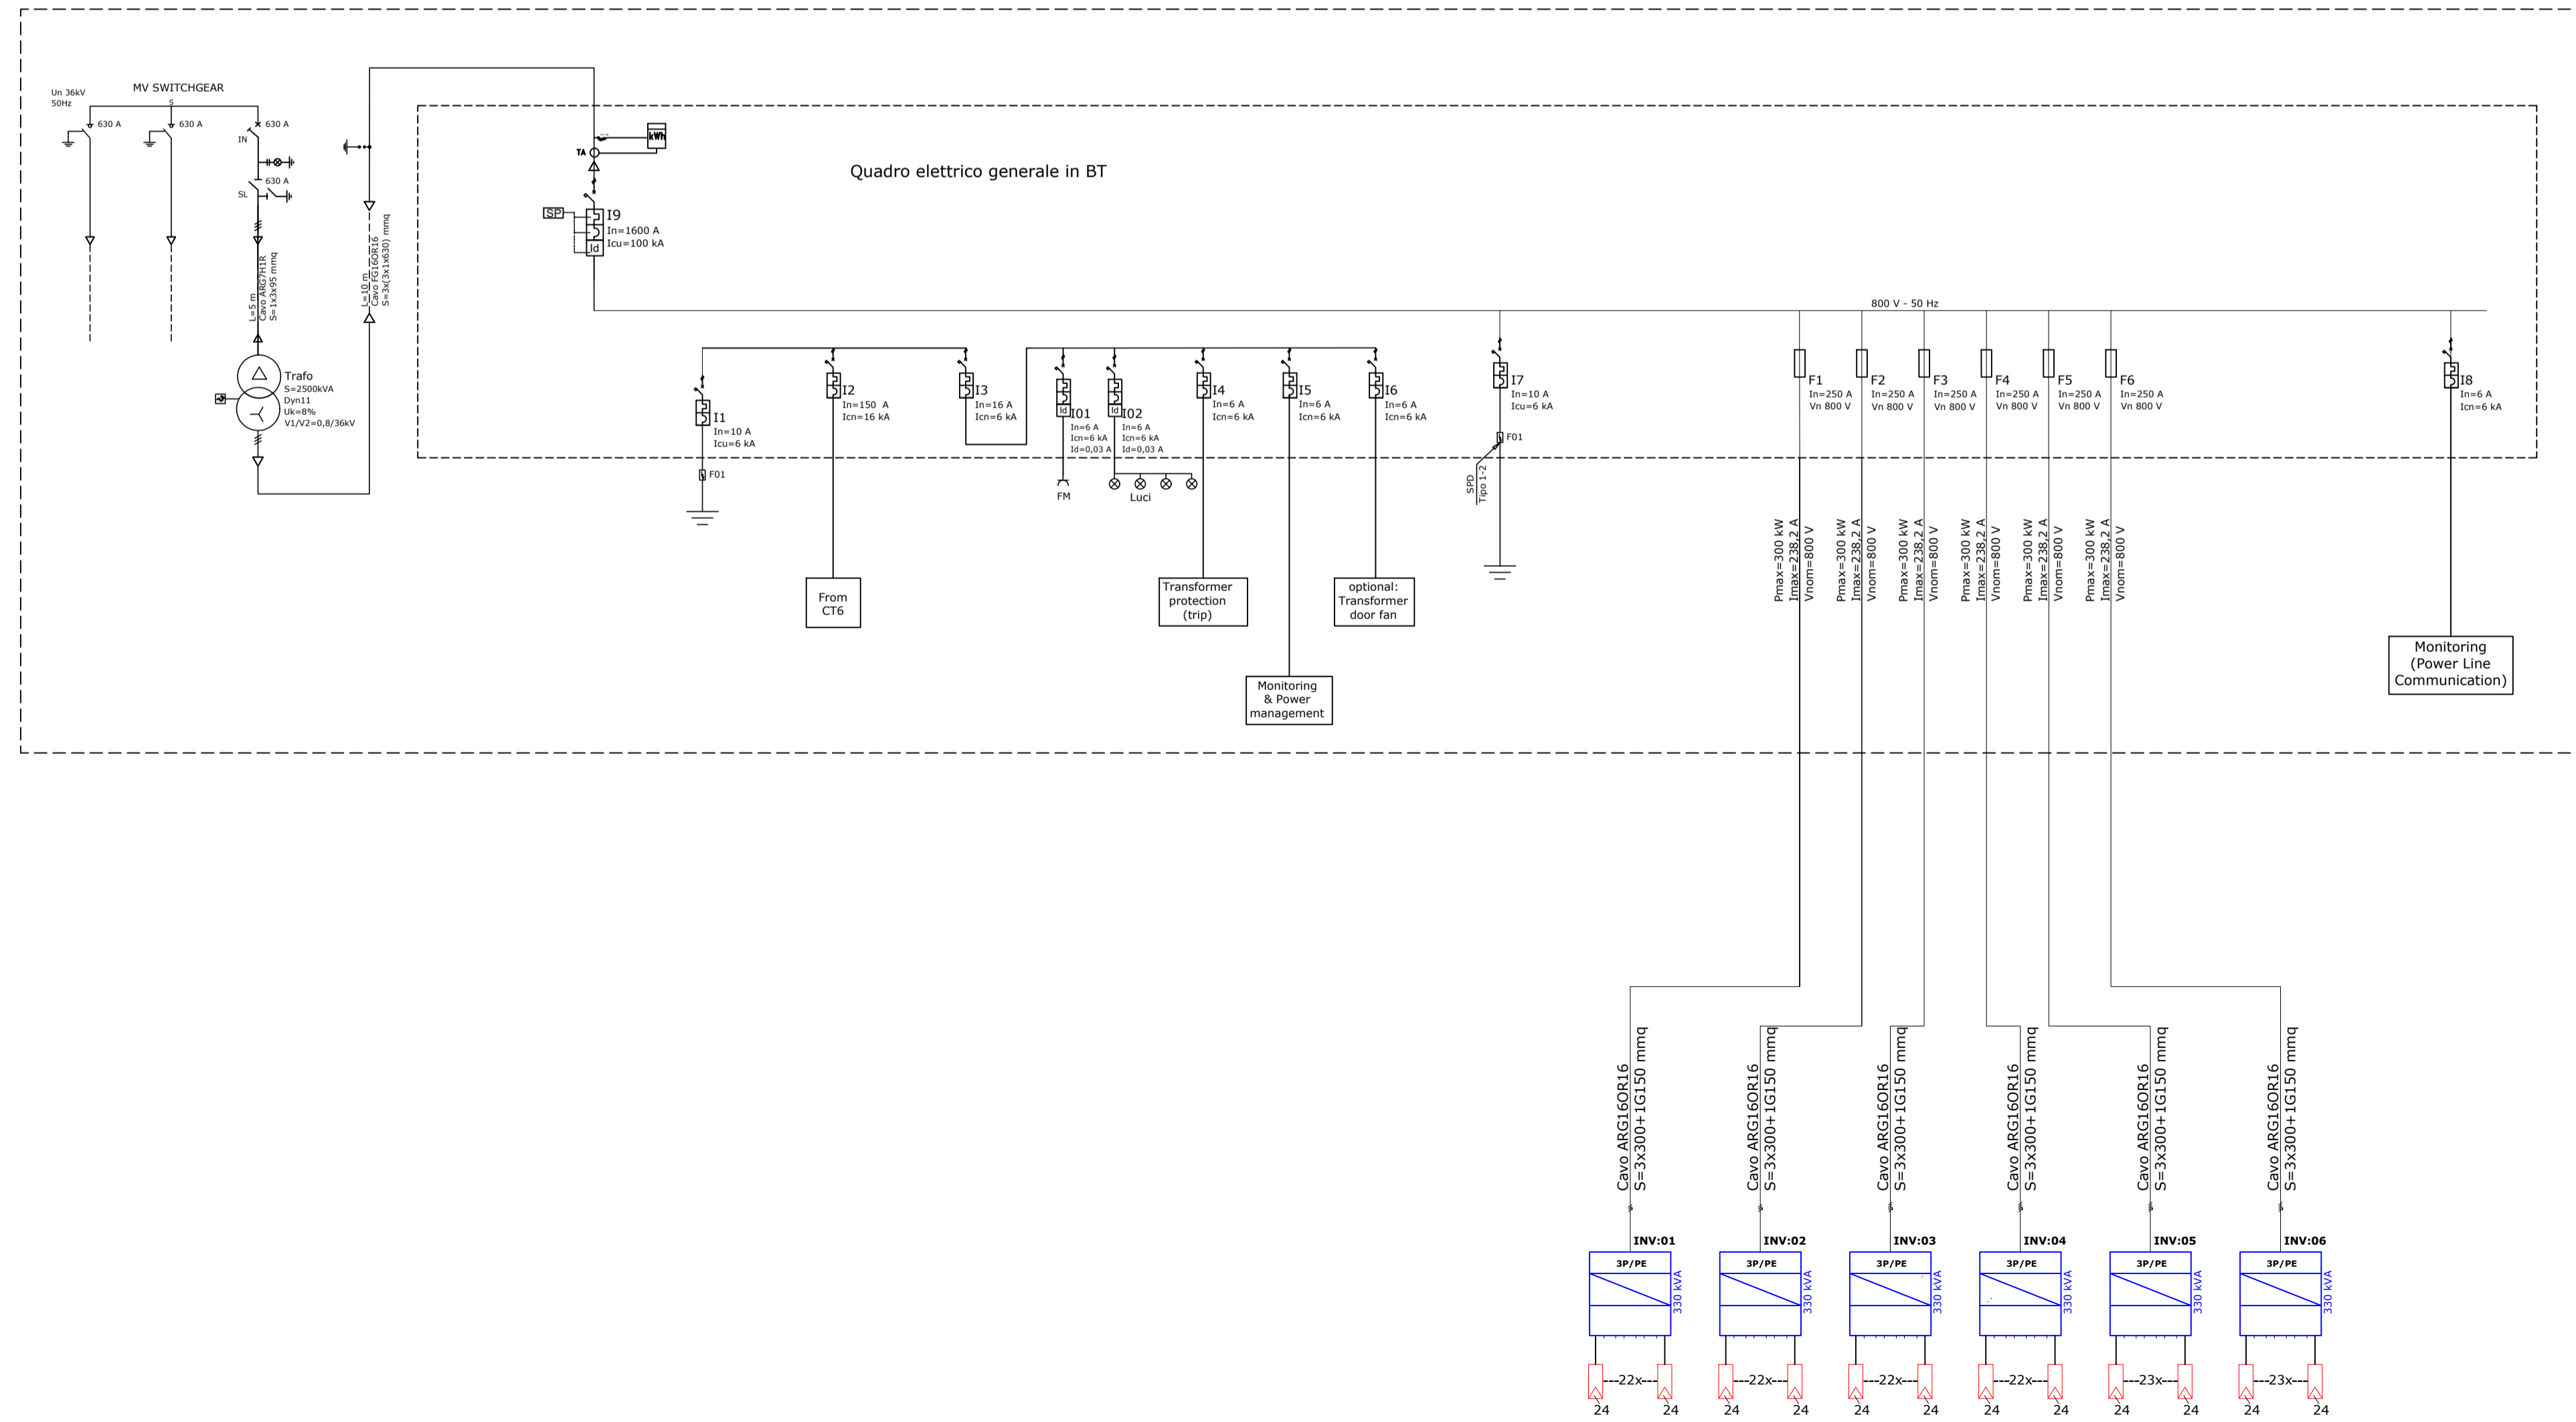 Un 36kV
50Hz
MV SWITCHGEAR
S
630 A
630 A
630 A
IN
630 A
SL
L=5 m
Cavo ARG7H1R
S=1x3x95 mmq
L=10 m
Cavo FG16OR16
S=3x(3x1x630) mmq
Trafo
S=2500kVA
Dyn11
Uk=8%
V1/V2=0,8/36kV
kWh
TA
Quadro elettrico generale in BT
SP
I9
In=1600 A
Icu=100 kA
Id
800 V - 50 Hz
I1
In=10 A
Icu=6 kA
F01
I2
In=150 A
Icn=16 kA
From
CT6
I3
In=16 A
Icn=6 kA
Id
I01
In=6 A
Icn=6 kA
Id=0,03 A
FM
Id
I02
In=6 A
Icn=6 kA
Id=0,03 A
Luci
I4
In=6 A
Icn=6 kA
Transformer
protection
(trip)
I5
In=6 A
Icn=6 kA
Monitoring
& Power
management
I6
In=6 A
Icn=6 kA
optional:
Transformer
door fan
I7
In=10 A
Icu=6 kA
F01
SPD
Tipo 1-2
F1
In=250 A
Vn 800 V
F2
In=250 A
Vn 800 V
F3
In=250 A
Vn 800 V
F4
In=250 A
Vn 800 V
F5
In=250 A
Vn 800 V
F6
In=250 A
Vn 800 V
I8
In=6 A
Icn=6 kA
Monitoring
(Power Line
Communication)
Pmax=300 kW
Imax=238,2 A
Vnom=800 V
Pmax=300 kW
Imax=238,2 A
Vnom=800 V
Pmax=300 kW
Imax=238,2 A
Vnom=800 V
Pmax=300 kW
Imax=238,2 A
Vnom=800 V
Pmax=300 kW
Imax=238,2 A
Vnom=800 V
Pmax=300 kW
Imax=238,2 A
Vnom=800 V
Cavo ARG16OR16
S=3x300+1G150 mmq
Cavo ARG16OR16
S=3x300+1G150 mmq
Cavo ARG16OR16
S=3x300+1G150 mmq
Cavo ARG16OR16
S=3x300+1G150 mmq
Cavo ARG16OR16
S=3x300+1G150 mmq
Cavo ARG16OR16
S=3x300+1G150 mmq
INV:01
3P/PE
330 kVA
---22x---
24 24
INV:02
3P/PE
330 kVA
---22x---
24 24
INV:03
3P/PE
330 kVA
---22x---
24 24
INV:04
3P/PE
330 kVA
---22x---
24 24
INV:05
3P/PE
330 kVA
---23x---
24 24
INV:06
3P/PE
330 kVA
---23x---
24 24